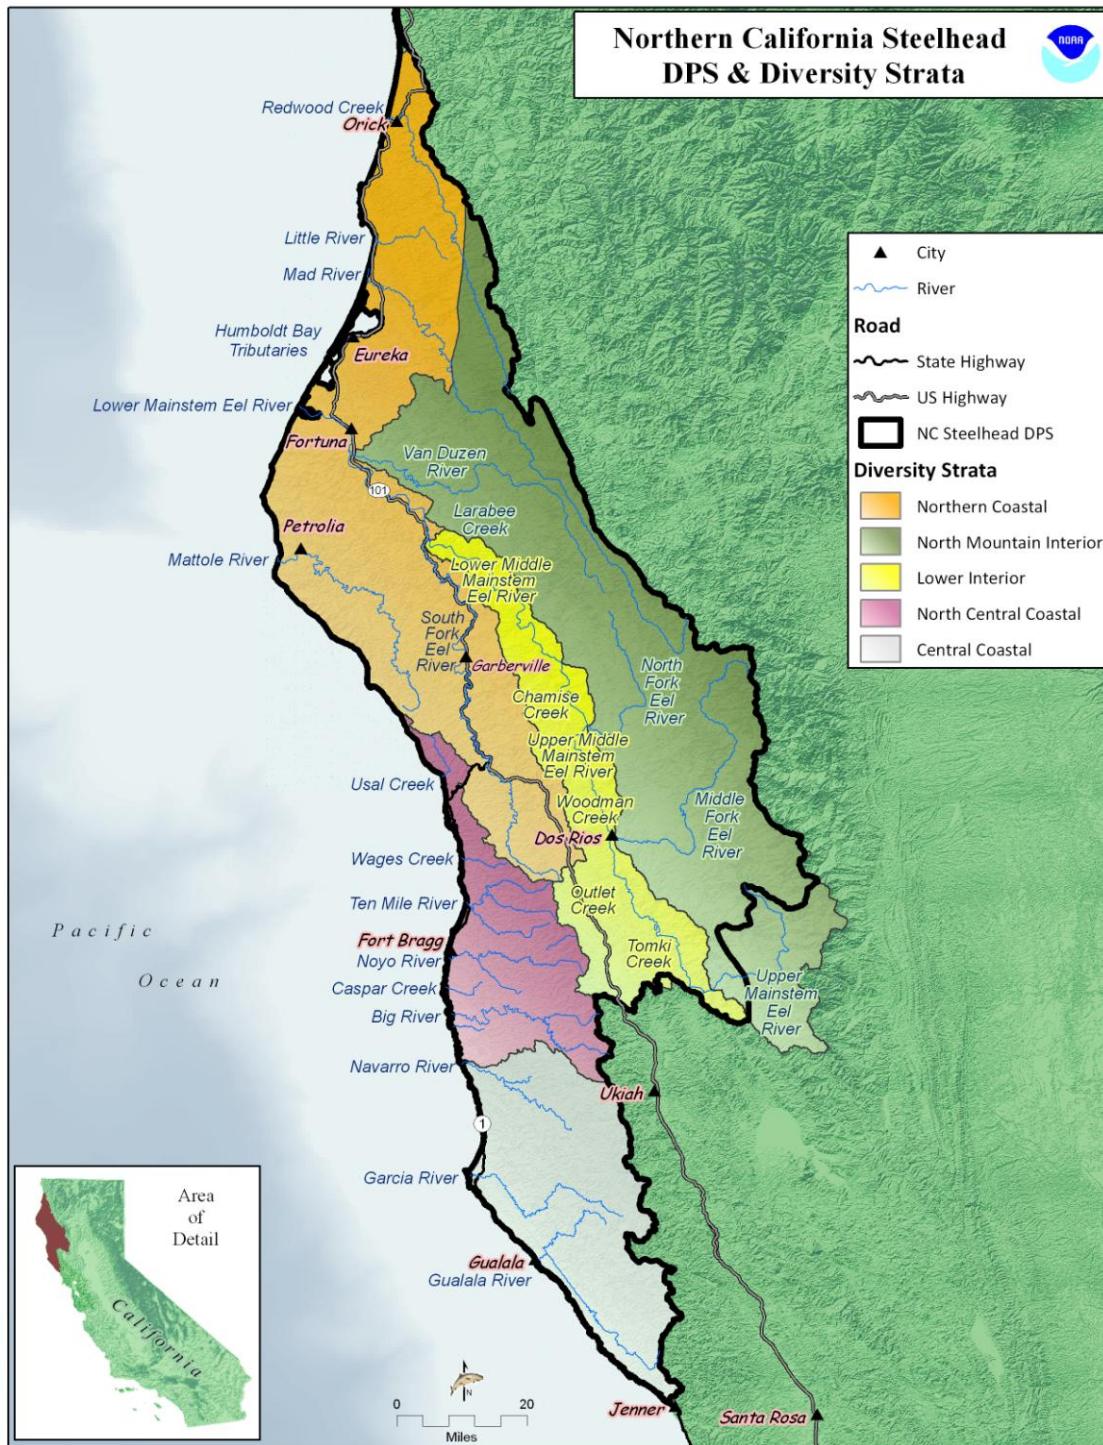 Northern California Steelhead
DPS & Diversity Strata
NOAA
Redwood Creek
Orick
Little River
Mad River
Humboldt Bay
Tributaries
Eureka
Lower Mainstem Eel River
Fortuna
Van Duzen
River
101
Larabee
Creek
Petrolia
Mattole River
Lower Middle
Mainstem
Eel River
South
Fork
Eel
River
Garberville
North
Fork
Eel
River
Chamise
Creek
Upper Middle
Mainstem
Eel River
Usal Creek
Woodman
Creek
Dos Rios
Middle
Fork
Eel
River
Wages Creek
Outlet
Creek
Ten Mile River
Fort Bragg
Noyo River
Tomki
Creek
Caspar Creek
Upper
Mainstem
Eel
River
Big River
Navarro River
Ukiah
1
Garcia River
Gualala
Gualala River
Jenner
Santa Rosa
Pacific
Ocean
City
River
Road
State Highway
US Highway
NC Steelhead DPS
Diversity Strata
Northern Coastal
North Mountain Interior
Lower Interior
North Central Coastal
Central Coastal
Area
of
Detail
California
N
0 20
Miles